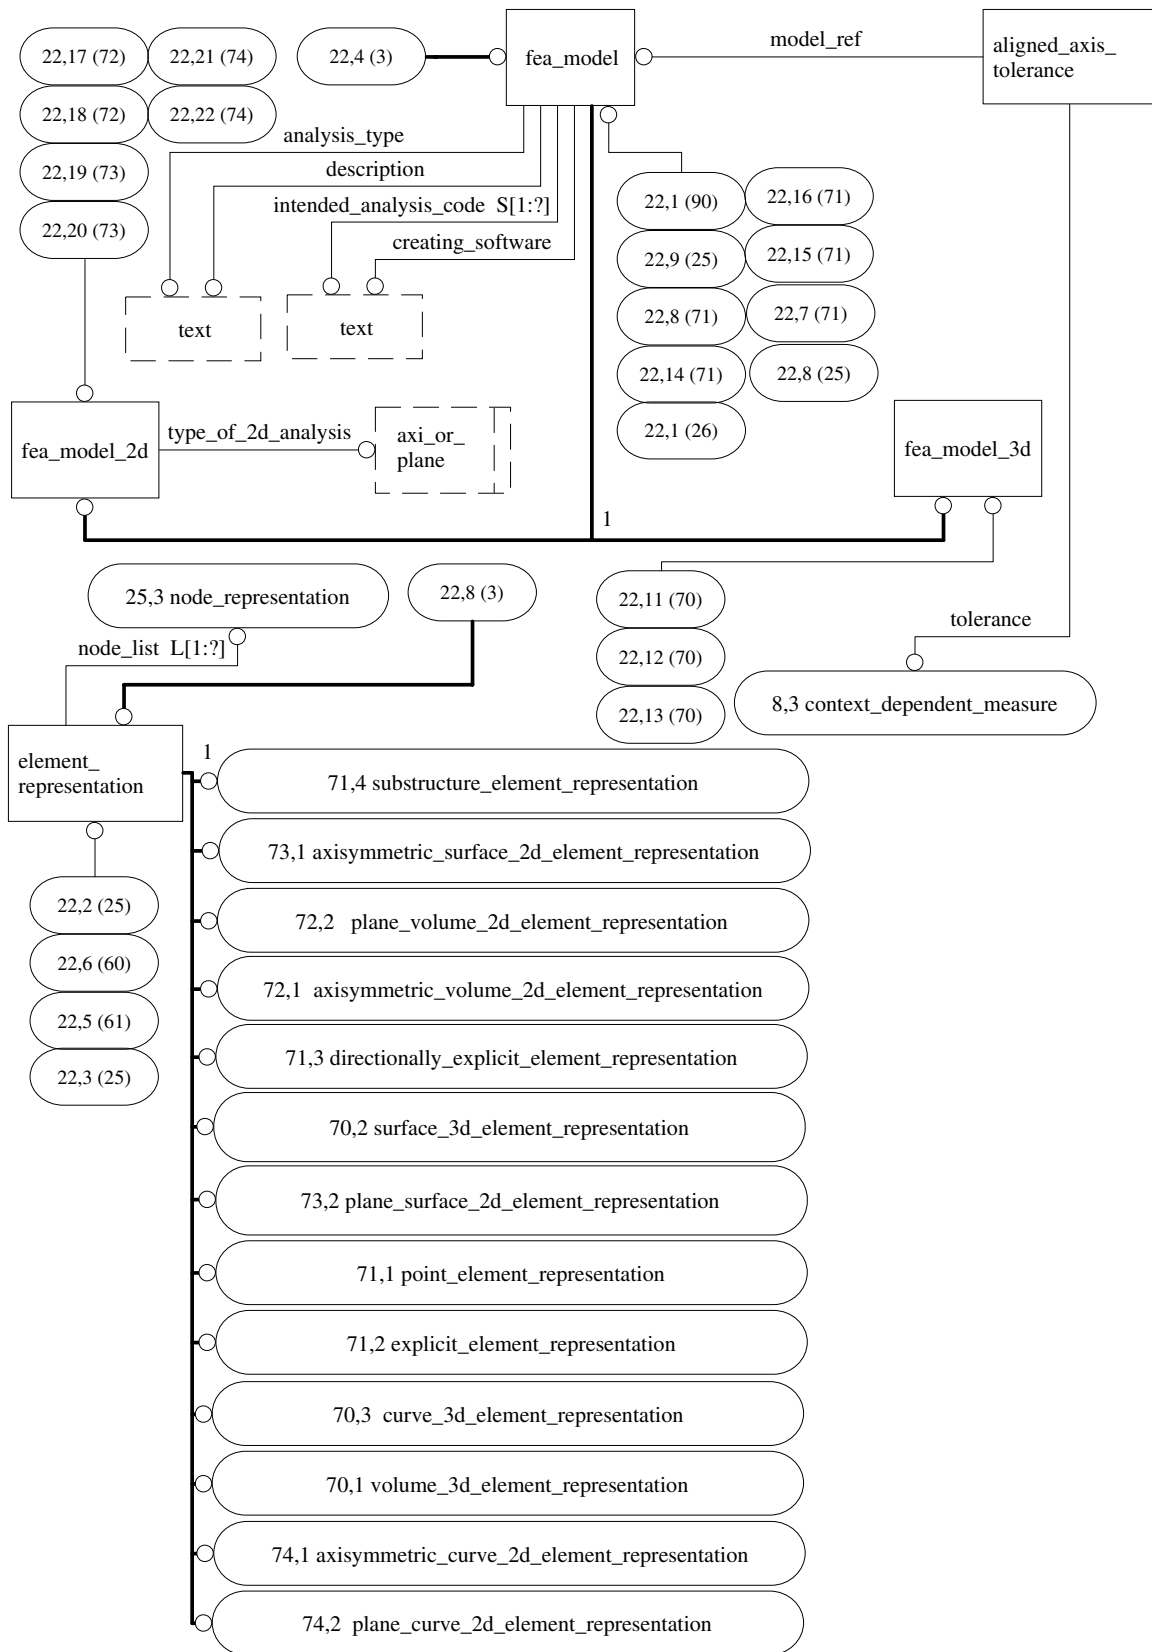 22,17 (72)
22,21 (74)
22,4 (3)
fea_model
model_ref
aligned_axis_
tolerance
22,18 (72)
22,22 (74)
22,19 (73)
22,20 (73)
analysis_type
description
intended_analysis_code S[1:?]
creating_software
text
text
22,1 (90)
22,16 (71)
22,9 (25)
22,15 (71)
22,8 (71)
22,7 (71)
22,14 (71)
22,8 (25)
22,1 (26)
fea_model_2d
type_of_2d_analysis
axi_or_
plane
fea_model_3d
1
25,3 node_representation
22,8 (3)
node_list L[1:?]
22,11 (70)
22,12 (70)
22,13 (70)
tolerance
8,3 context_dependent_measure
element_
representation
1
71,4 substructure_element_representation
73,1 axisymmetric_surface_2d_element_representation
72,2 plane_volume_2d_element_representation
72,1 axisymmetric_volume_2d_element_representation
71,3 directionally_explicit_element_representation
70,2 surface_3d_element_representation
73,2 plane_surface_2d_element_representation
71,1 point_element_representation
71,2 explicit_element_representation
70,3 curve_3d_element_representation
70,1 volume_3d_element_representation
74,1 axisymmetric_curve_2d_element_representation
74,2 plane_curve_2d_element_representation
22,2 (25)
22,6 (60)
22,5 (61)
22,3 (25)